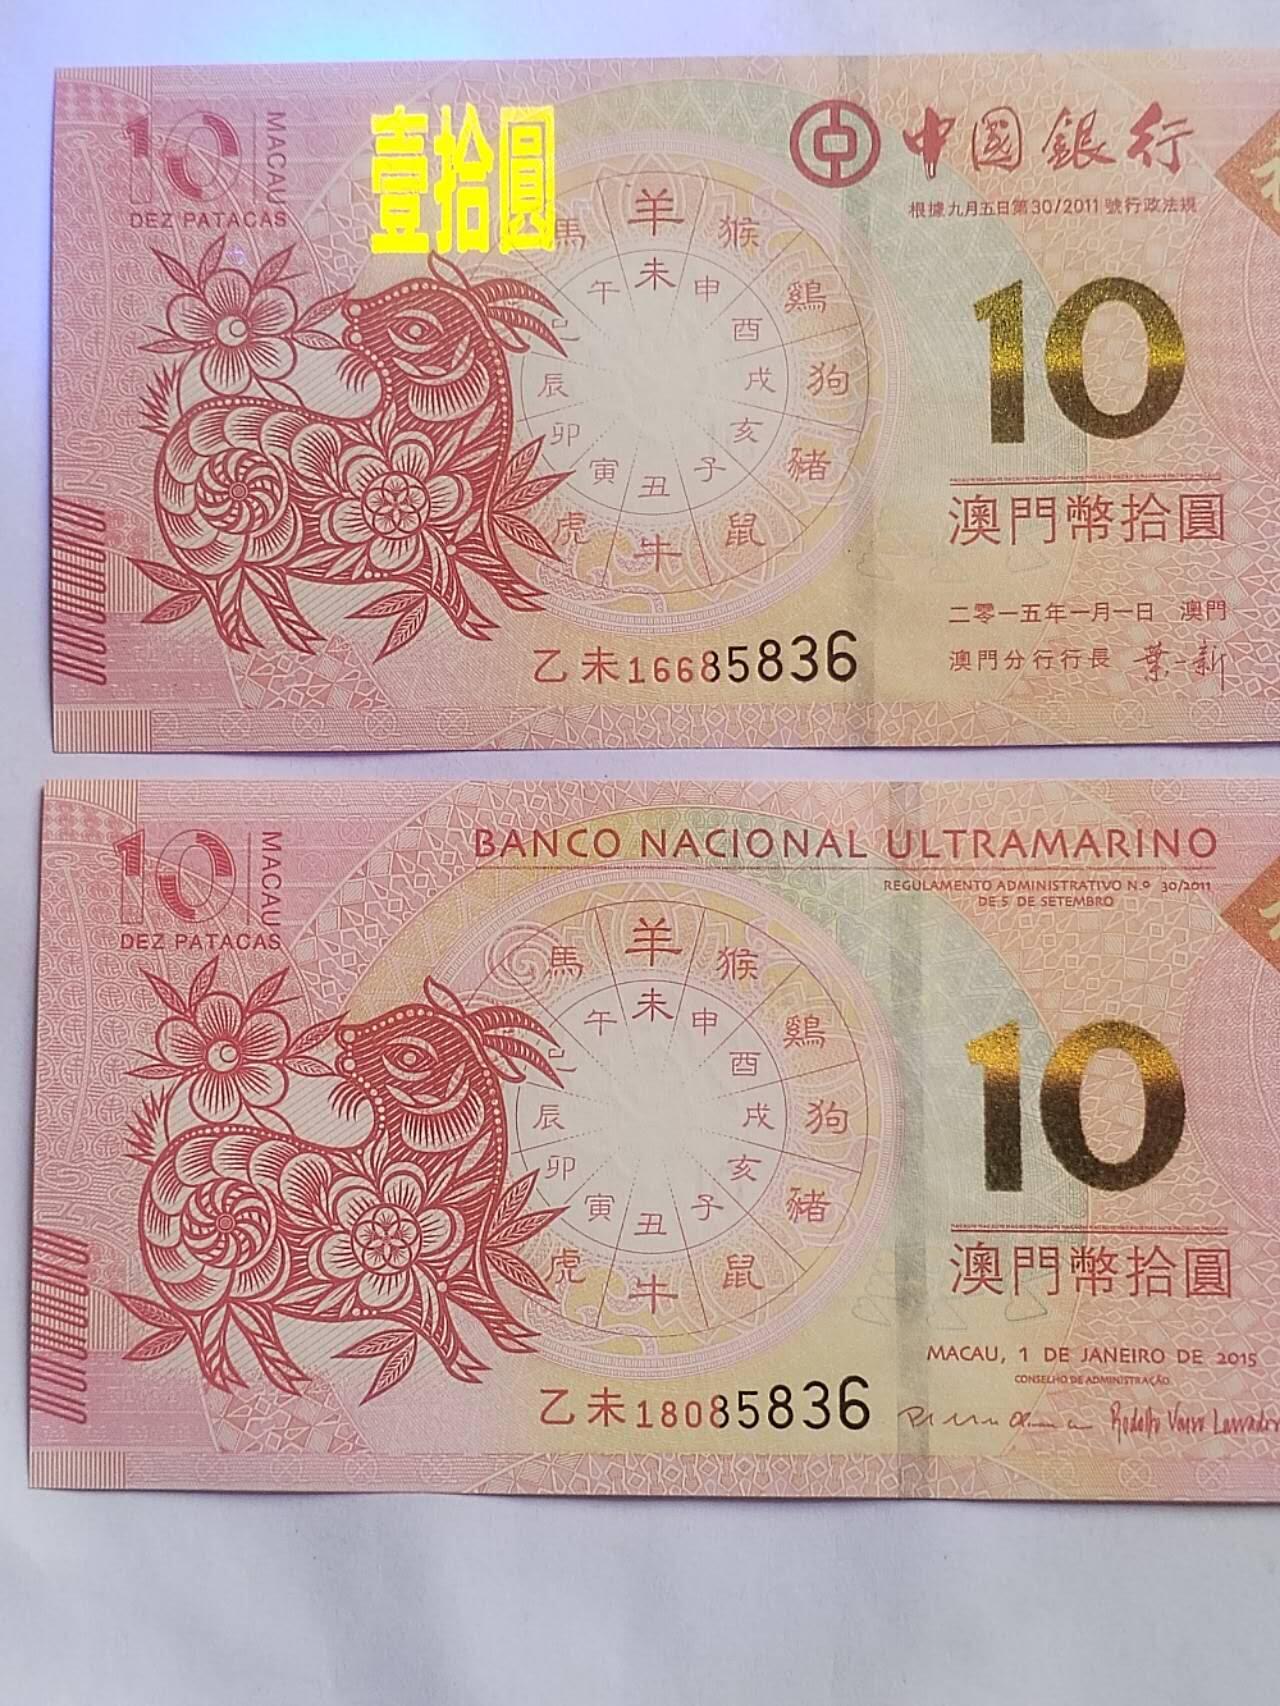 10
MACAU
DEZ PATACAS
壹拾圓
中國銀行
根據九月五日第30/2011號行政法規
羊 猴 鷄 狗 豬 鼠 牛 虎 馬
未 申 酉 戌 亥 子 丑 寅 卯 辰 巳 午
10
澳門幣拾圓
二零一五年一月一日 澳門
澳門分行行長 葉一新
乙未16685836
10
MACAU
DEZ PATACAS
BANCO NACIONAL ULTRAMARINO
REGULAMENTO ADMINISTRATIVO N.º 30/2011
DE 5 DE SETEMBRO
羊 猴 鷄 狗 豬 鼠 牛 虎 馬
未 申 酉 戌 亥 子 丑 寅 卯 辰 巳 午
10
澳門幣拾圓
MACAU, 1 DE JANEIRO DE 2015
CONSELHO DE ADMINISTRAÇÃO
乙未18085836